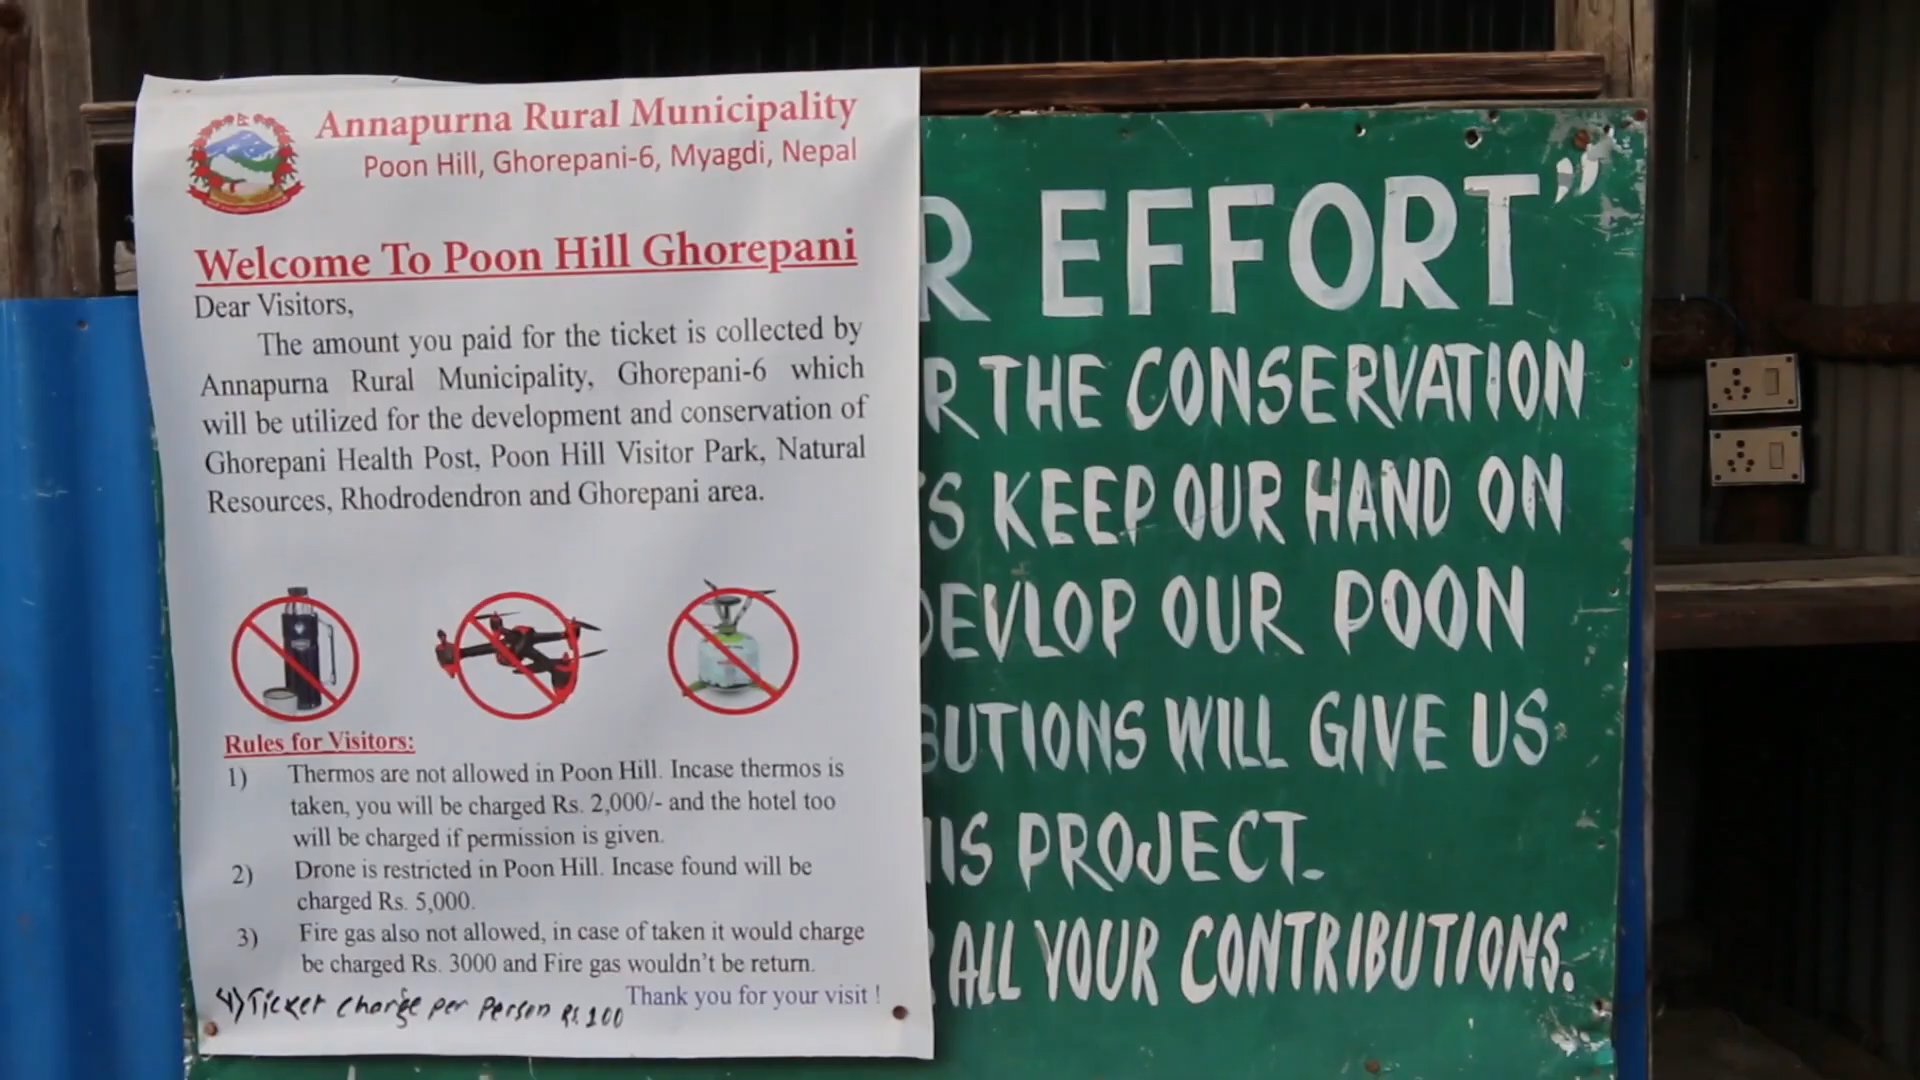 Annapurna Rural Municipality
Poon Hill, Ghorepani-6, Myagdi, Nepal
Welcome To Poon Hill Ghorepani
Dear Visitors,
The amount you paid for the ticket is collected by
Annapurna Rural Municipality, Ghorepani-6 which
will be utilized for the development and conservation of
Ghorepani Health Post, Poon Hill Visitor Park, Natural
Resources, Rhodrodendron and Ghorepani area.
Rules for Visitors:
1) Thermos are not allowed in Poon Hill. Incase thermos is
taken, you will be charged Rs. 2,000/- and the hotel too
will be charged if permission is given.
2) Drone is restricted in Poon Hill. Incase found will be
charged Rs. 5,000.
3) Fire gas also not allowed, in case of taken it would charge
be charged Rs. 3000 and Fire gas wouldn't be return.
4) Ticket charge per person Rs. 100
Thank you for your visit !
R EFFORT”
R THE CONSERVATION
'S KEEP OUR HAND ON
DEVLOP OUR POON
BUTIONS WILL GIVE US
IS PROJECT.
ALL YOUR CONTRIBUTIONS.